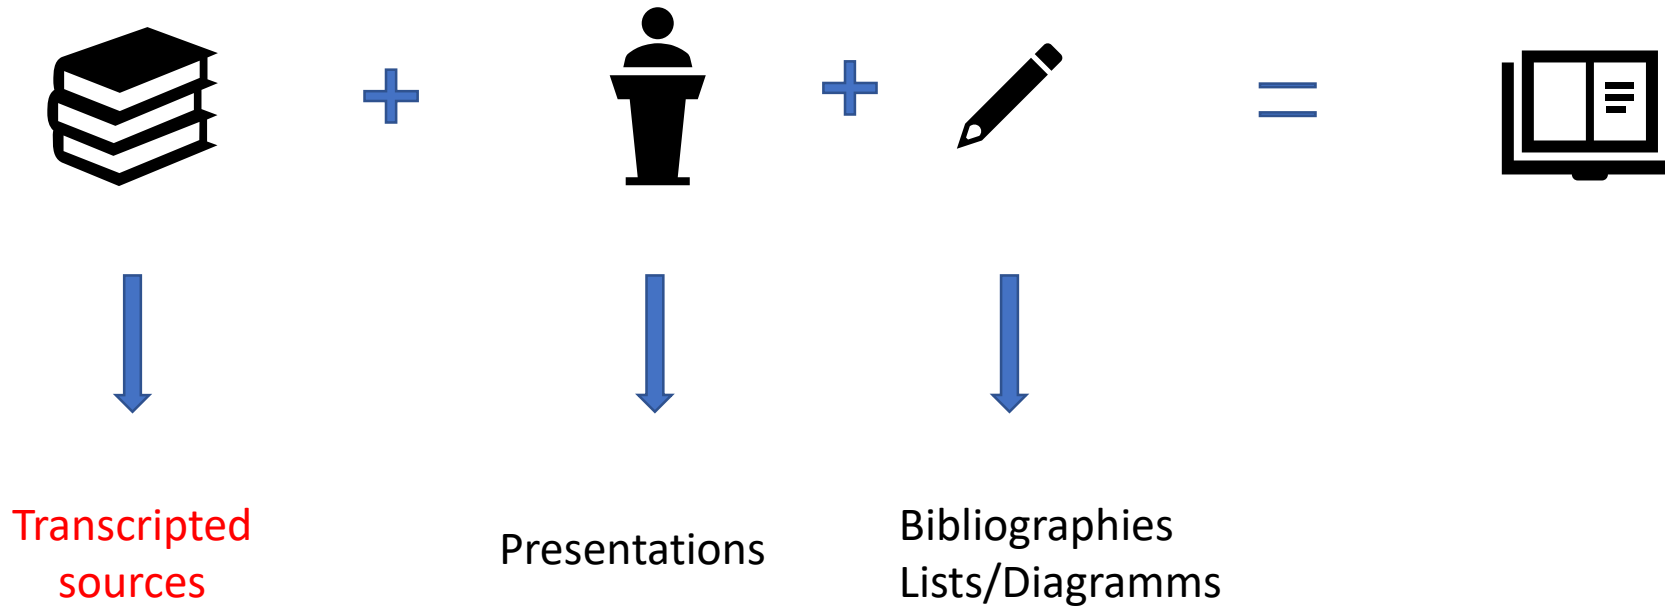 Transcripted
sources
Presentations
Bibliographies
Lists/Diagramms